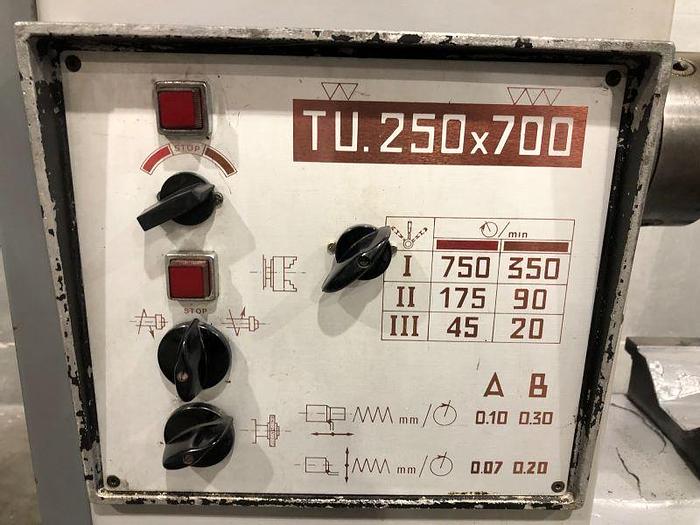 TU. 250x700
STOP
/min
I 750 350
II 175 90
III 45 20
STOP
A B
mm/ 0.10 0.30
mm/ 0.07 0.20